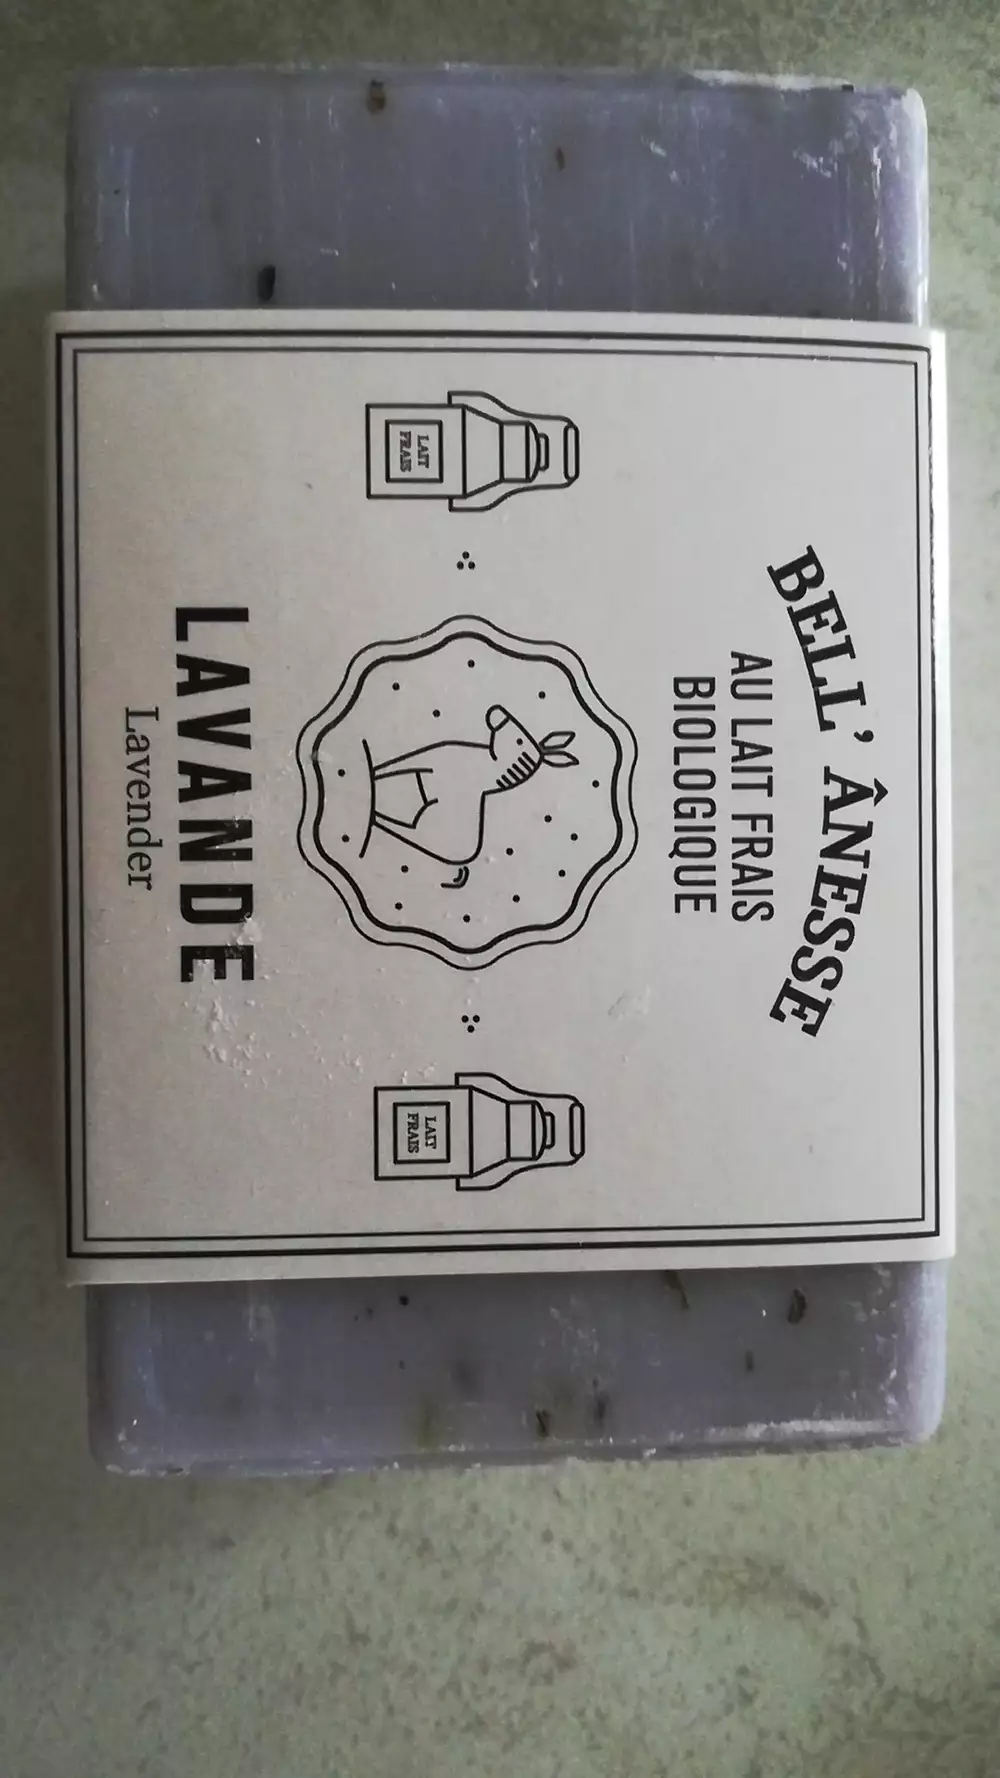 BELL' ÂNESSE
AU LAIT FRAIS
BIOLOGIQUE
LAIT
FRAIS
LAIT
FRAIS
LAVANDE
Lavender